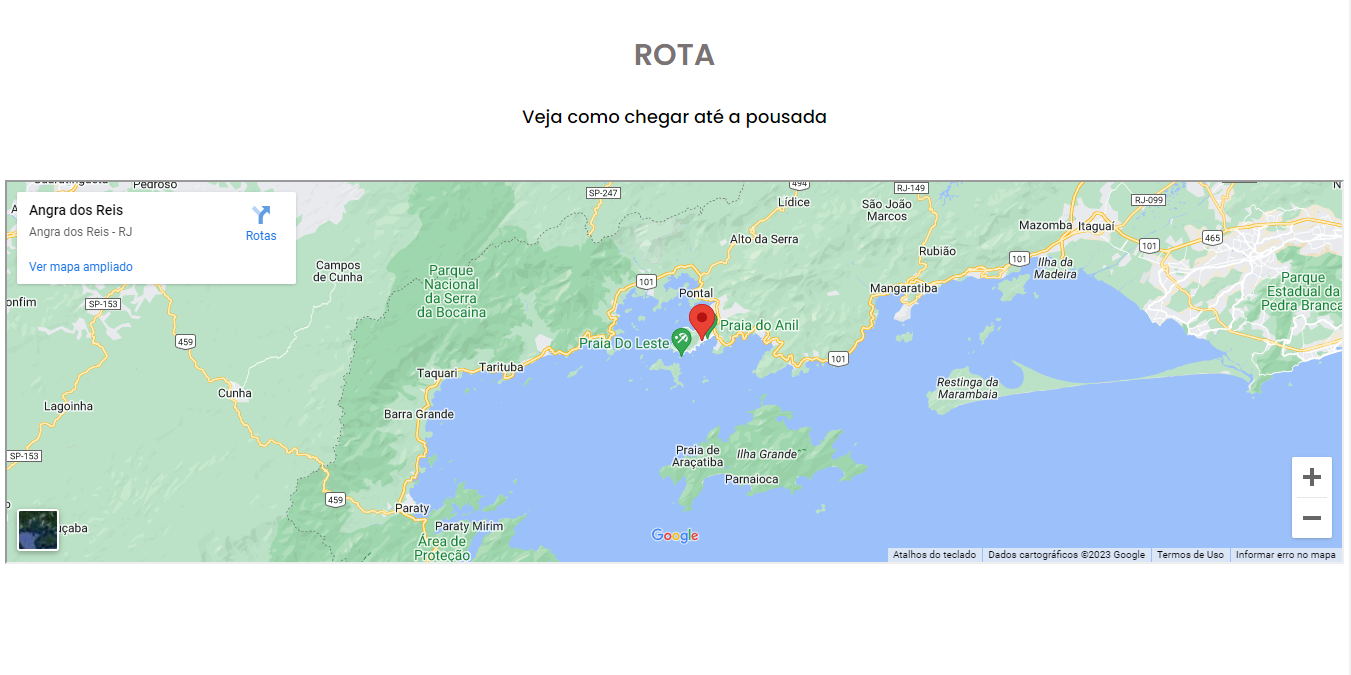 ROTA
Veja como chegar até a pousada
Pedroso
Angra dos Reis
Angra dos Reis - RJ
Rotas
Ver mapa ampliado
SP-247
494
RJ-149
Lídice
São João
Marcos
RJ-099
Mazomba
Itaguaí
Alto da Serra
Rubião
101
465
101
Ilha da
Madeira
Campos
de Cunha
Parque
Nacional
da Serra
da Bocaina
101
Pontal
Mangaratiba
Parque
Estadual da
Pedra Branca
onfim
SP-153
459
Praia do Anil
Praia Do Leste
101
Taquari
Tarituba
Cunha
Restinga da
Marambaia
Lagoinha
Barra Grande
SP-153
Praia de
Araçatiba
Ilha Grande
Parnaioca
459
Paraty
uçaba
Paraty Mirim
Área de
Proteção
Google
Atalhos do teclado
Dados cartográficos ©2023 Google
Termos de Uso
Informar erro no mapa